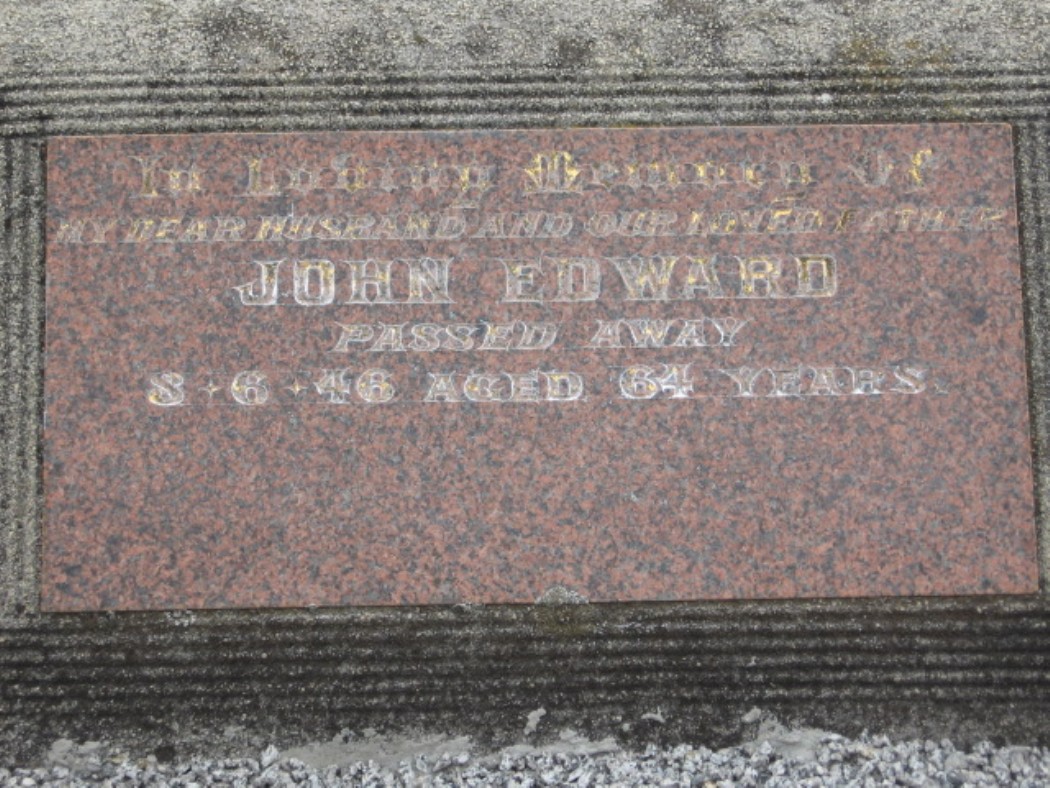 In Loving Memory Of
MY DEAR HUSBAND AND OUR LOVED FATHER
JOHN EDWARD
PASSED AWAY
8 · 6 · 46 AGED 64 YEARS.